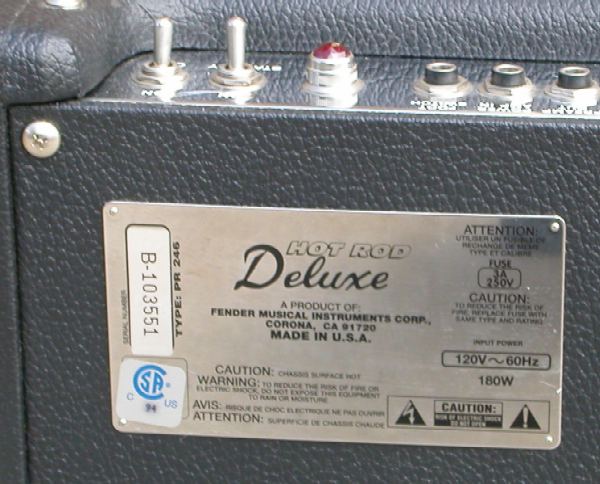 SERIAL NUMBER
B-103551
TYPE: PR 246
HOT ROD
Deluxe
A PRODUCT OF:
FENDER MUSICAL INSTRUMENTS CORP.,
CORONA, CA 91720
MADE IN U.S.A.
ATTENTION:
UTILISER UN FUSIBLE DE
RECHANGE DE MEME
TYPE ET CALIBRE
FUSE
3A
250V
CAUTION:
TO REDUCE THE RISK OF
FIRE, REPLACE FUSE WITH
SAME TYPE AND RATING
INPUT POWER
120V~60Hz
180W
C SA US
94
CAUTION: CHASSIS SURFACE HOT
WARNING: TO REDUCE THE RISK OF FIRE OR
ELECTRIC SHOCK, DO NOT EXPOSE THIS EQUIPMENT
TO RAIN OR MOISTURE
AVIS: RISQUE DE CHOC ELECTRIQUE NE PAS OUVRIR
ATTENTION: SUPERFICIE DE CHASSIS CHAUDE
CAUTION:
RISK OF ELECTRIC SHOCK
DO NOT OPEN